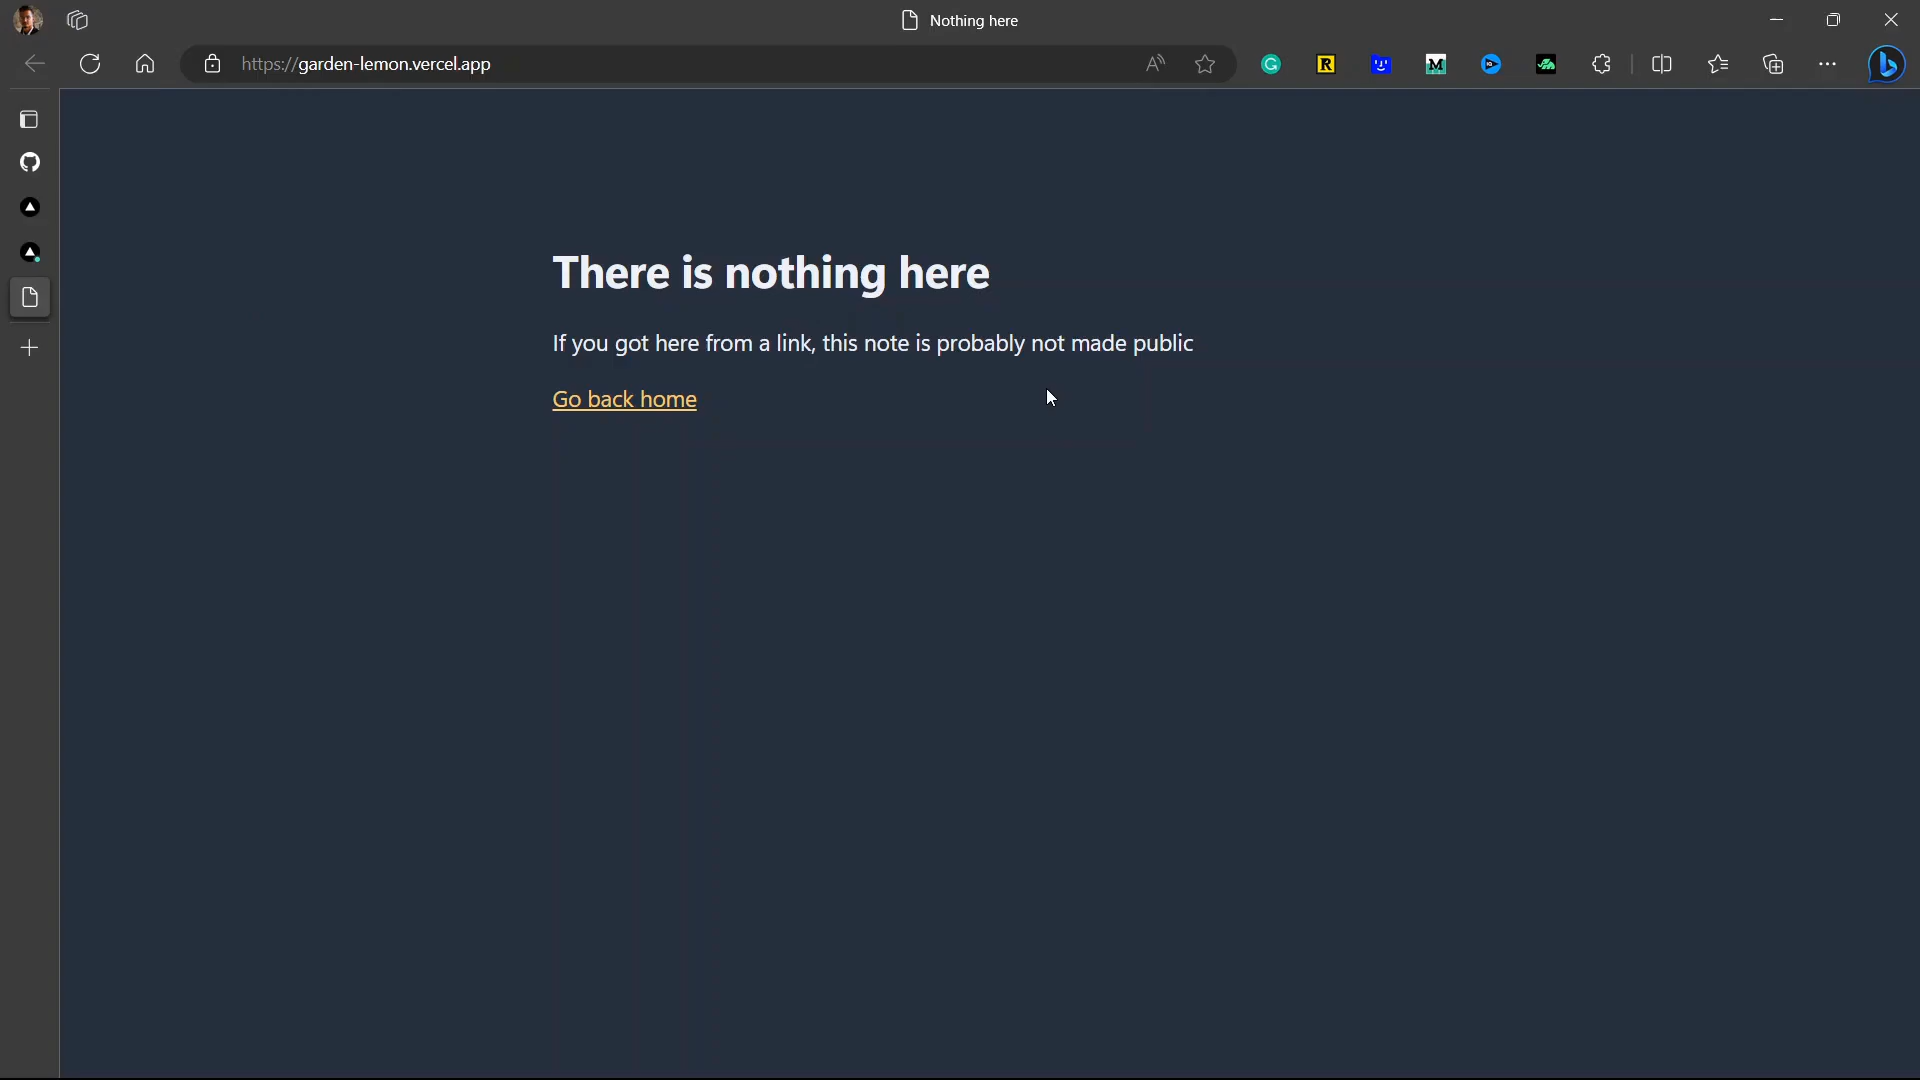 Nothing here
https://garden-lemon.vercel.app
There is nothing here
If you got here from a link, this note is probably not made public
Go back home